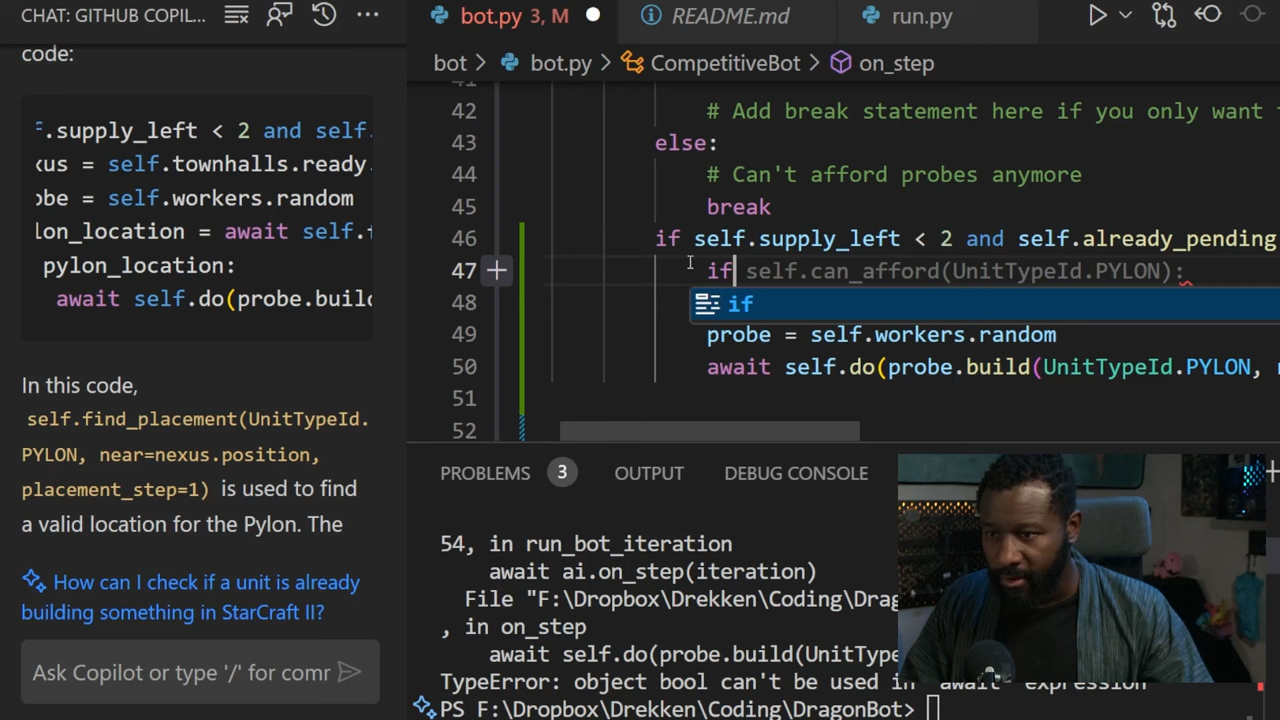 CHAT: GITHUB COPIL...
code:
.supply_left < 2 and self.
xus = self.townhalls.ready.
obe = self.workers.random
lon_location = await self.
pylon_location:
await self.do(probe.build
In this code,
self.find_placement(UnitTypeId.
PYLON, near=nexus.position,
placement_step=1) is used to find
a valid location for the Pylon. The
How can I check if a unit is already
building something in StarCraft II?
Ask Copilot or type '/' for comr
bot.py 3, M
README.md
run.py
bot > bot.py > CompetitiveBot > on_step
41
42 # Add break statement here if you only want
43 else:
44 # Can't afford probes anymore
45 break
46 if self.supply_left < 2 and self.already_pending
47 if self.can_afford(UnitTypeId.PYLON):
48 if
49 probe = self.workers.random
50 await self.do(probe.build(UnitTypeId.PYLON,
51
52
PROBLEMS 3 OUTPUT DEBUG CONSOLE
54, in run_bot_iteration
await ai.on_step(iteration)
File "F:\Dropbox\Drekken\Coding\Drag
, in on_step
await self.do(probe.build(UnitType
TypeError: object bool can't be used in 'await' expression
PS F:\Dropbox\Drekken\Coding\DragonBot>